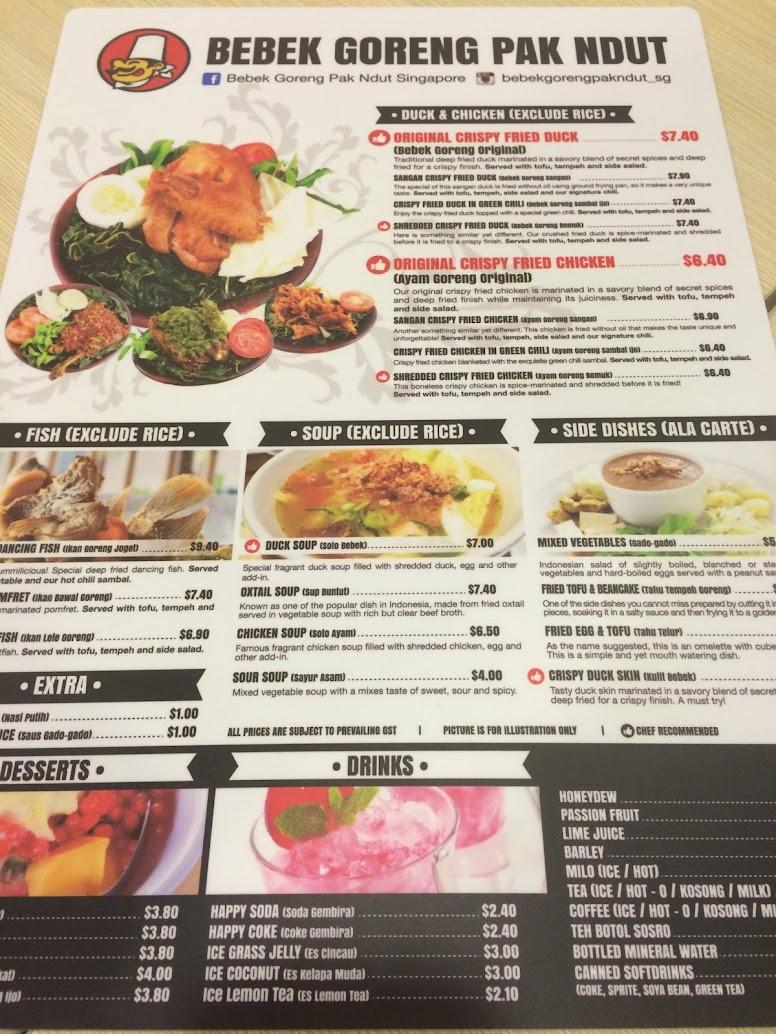 BEBEK GORENG PAK NDUT
Bebek Goreng Pak Ndut Singapore bebekgorengpakndut_sg
• DUCK & CHICKEN (EXCLUDE RICE) •
ORIGINAL CRISPY FRIED DUCK $7.40
(Bebek Goreng Original)
Traditional deep fried duck marinated in a savory blend of secret spices and deep
fried for a crispy finish. Served with tofu, tempeh and side salad.
SANGAN CRISPY FRIED DUCK (Bebek Goreng Sangan) $7.90
The special of this sangan duck is fried without oil using ground frying pan, so it makes a very unique
taste. Served with tofu, tempeh, side salad and our signature chili.
CRISPY FRIED DUCK IN GREEN CHILI (Bebek Goreng Sambal Ijo) $7.40
Enjoy the crispy fried duck topped with a special green chili. Served with tofu, tempeh and side salad.
SHREDDED CRISPY FRIED DUCK (Bebek Goreng Remuk) $7.40
Here is something similar yet different. Our crushed fried duck is spice-marinated and shredded
before it is fried to a crispy finish. Served with tofu, tempeh and side salad.
ORIGINAL CRISPY FRIED CHICKEN $6.40
(Ayam Goreng Original)
Our original crispy fried chicken is marinated in a savory blend of secret spices
and deep fried finish while maintaining its juiciness. Served with tofu, tempeh
and side salad.
SANGAN CRISPY FRIED CHICKEN (Ayam Goreng Sangan) $6.90
Another something similar yet different. This chicken is fried without oil that makes the taste unique and
unforgettable! Served with tofu, tempeh, side salad and our signature chili.
CRISPY FRIED CHICKEN IN GREEN CHILI (Ayam Goreng Sambal Ijo) $6.40
Crispy fried chicken blanketed with the exquisite green chili sambal. Served with tofu, tempeh and side salad.
SHREDDED CRISPY FRIED CHICKEN (Ayam Goreng Remuk) $6.40
This boneless crispy chicken is spice-marinated and shredded before it is fried!
Served with tofu, tempeh and side salad.
• FISH (EXCLUDE RICE) •
DANCING FISH (Ikan Goreng Joget) $9.40
ummilicious! Special deep fried dancing fish. Served
table and our hot chili sambal.
MFRET (Ikan Bawal Goreng) $7.40
marinated pomfret. Served with tofu, tempeh and
FISH (Ikan Lele Goreng) $6.90
tfish. Served with tofu, tempeh and side salad.
• EXTRA •
(Nasi Putih) $1.00
UCE (Saus Gado-gado) $1.00
• SOUP (EXCLUDE RICE) •
DUCK SOUP (Solo Bebek) $7.00
Special fragrant duck soup filled with shredded duck, egg and other
add-in.
OXTAIL SOUP (Sup Buntut) $7.40
Known as one of the popular dish in Indonesia, made from fried oxtail
served in vegetable soup with rich but clear beef broth.
CHICKEN SOUP (Solo Ayam) $6.50
Famous fragrant chicken soup filled with shredded chicken, egg and
other add-in.
SOUR SOUP (Sayur Asam) $4.00
Mixed vegetable soup with a mixes taste of sweet, sour and spicy.
• SIDE DISHES (ALA CARTE) •
MIXED VEGETABLES (Gado-gado) $5
Indonesian salad of slightly boiled, blanched or ste
vegetables and hard-boiled eggs served with a peanut sa
FRIED TOFU & BEANCAKE (Tahu Tempeh Goreng) $
One of the side dishes you cannot miss prepared by cutting it in
pieces, soaking it in a salty sauce and then frying it to a golde
FRIED EGG & TOFU (Tahu Telur)
As the name suggested, this is an omelette with cube
This is a simple and yet mouth watering dish.
CRISPY DUCK SKIN (Kulit Bebek)
Tasty duck skin marinated in a savory blend of secret
deep fried for a crispy finish. A must try!
ALL PRICES ARE SUBJECT TO PREVAILING GST | PICTURE IS FOR ILLUSTRATION ONLY | CHEF RECOMMENDED
DESSERTS •
) $3.80
$3.80
$3.80
kat) $4.00
g Ijo) $3.80
• DRINKS •
HAPPY SODA (Soda Gembira) $2.40
HAPPY COKE (Coke Gembira) $2.40
ICE GRASS JELLY (Es Cincau) $3.00
ICE COCONUT (Es Kelapa Muda) $3.00
Ice Lemon Tea (ES Lemon Tea) $2.10
HONEYDEW
PASSION FRUIT
LIME JUICE
BARLEY
MILO (ICE / HOT)
TEA (ICE / HOT - O / KOSONG / MILK)
COFFEE (ICE / HOT - O / KOSONG / MI
TEH BOTOL SOSRO
BOTTLED MINERAL WATER
CANNED SOFTDRINKS
(COKE, SPRITE, SOYA BEAN, GREEN TEA)